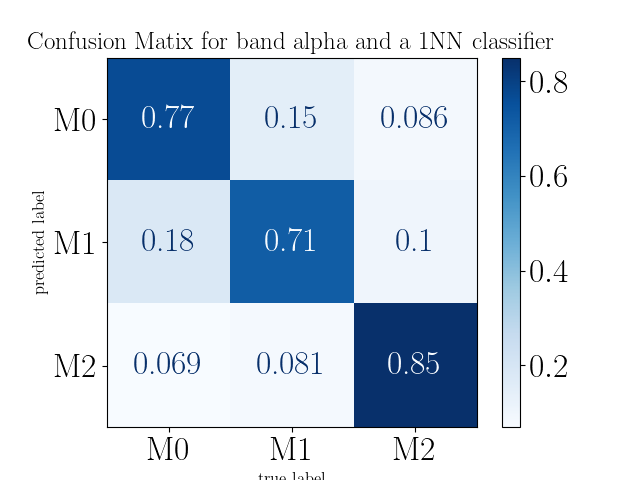 Confusion Matix for band alpha and a 1NN classifier
M0 0.77 0.15 0.086
M1 0.18 0.71 0.1
M2 0.069 0.081 0.85
M0 M1 M2
predicted label
true label
0.8
0.6
0.4
0.2